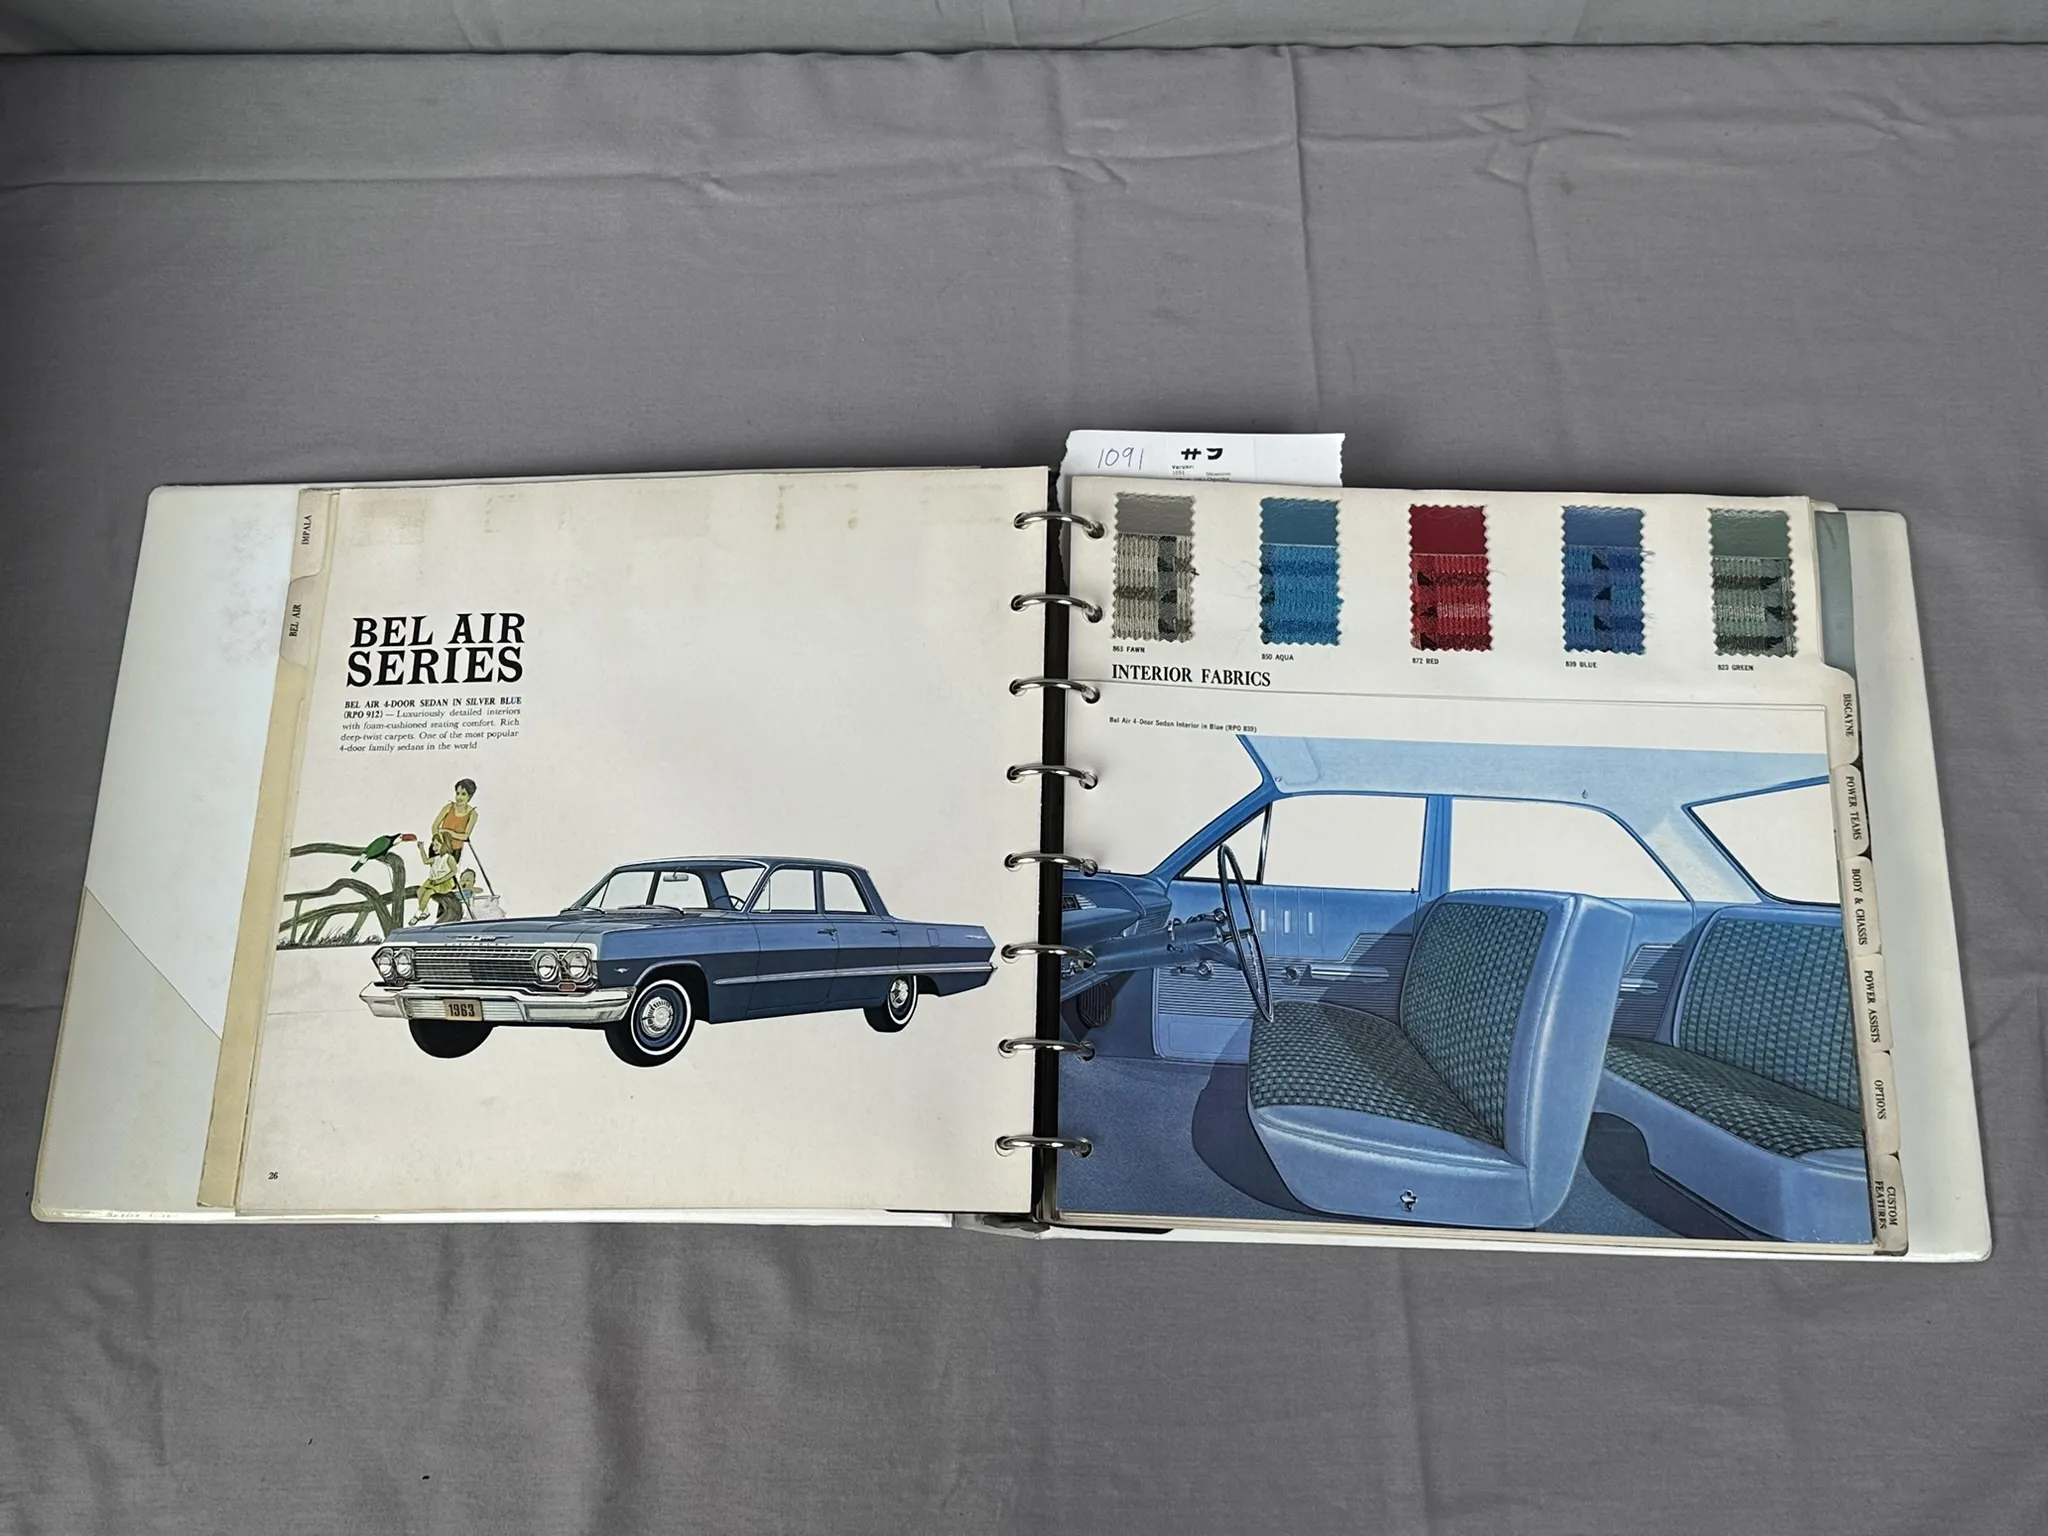 IMPALA
BEL AIR
BEL AIR
SERIES
BEL AIR 4-DOOR SEDAN IN SILVER BLUE
(RPO 912) — Luxuriously detailed interiors
with foam-cushioned seating comfort. Rich
deep-twist carpets. One of the most popular
4-door family sedans in the world
1963
26
1091
863 FAWN
850 AQUA
872 RED
839 BLUE
823 GREEN
INTERIOR FABRICS
Bel Air 4-Door Sedan Interior in Blue (RPO 839)
BISCAYNE
POWER TEAMS
BODY & CHASSIS
POWER ASSISTS
OPTIONS
CUSTOM
FEATURES